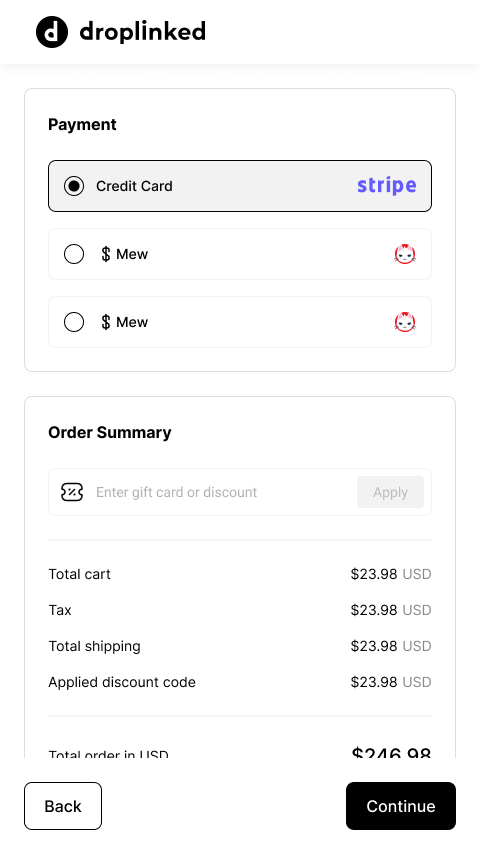 droplinked
Payment
Credit Card stripe
$ Mew
$ Mew
Order Summary
Enter gift card or discount Apply
Total cart $23.98 USD
Tax $23.98 USD
Total shipping $23.98 USD
Applied discount code $23.98 USD
Total order in USD $246.98
Back Continue